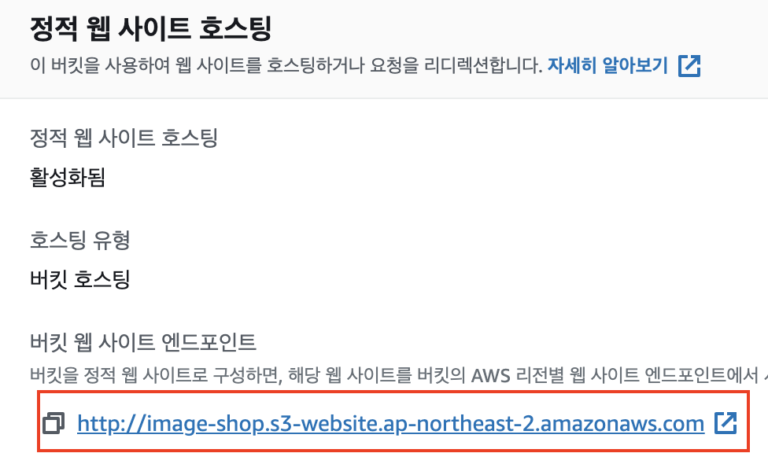 정적 웹 사이트 호스팅
이 버킷을 사용하여 웹 사이트를 호스팅하거나 요청을 리디렉션합니다. 자세히 알아보기
정적 웹 사이트 호스팅
활성화됨
호스팅 유형
버킷 호스팅
버킷 웹 사이트 엔드포인트
버킷을 정적 웹 사이트로 구성하면, 해당 웹 사이트를 버킷의 AWS 리전별 웹 사이트 엔드포인트에서
http://image-shop.s3-website.ap-northeast-2.amazonaws.com